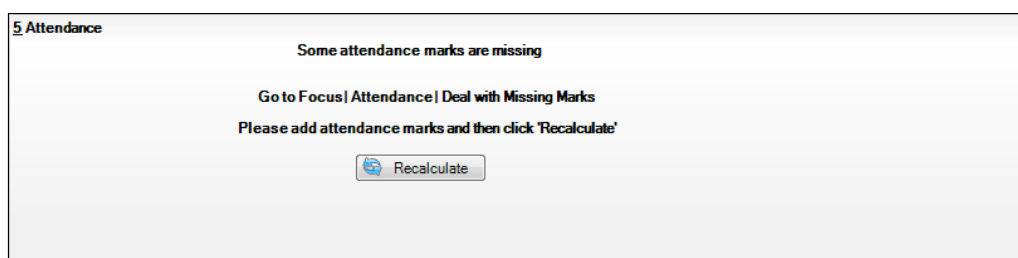 5 Attendance
Some attendance marks are missing
Go to Focus| Attendance| Deal with Missing Marks
Please add attendance marks and then click 'Recalculate'
Recalculate